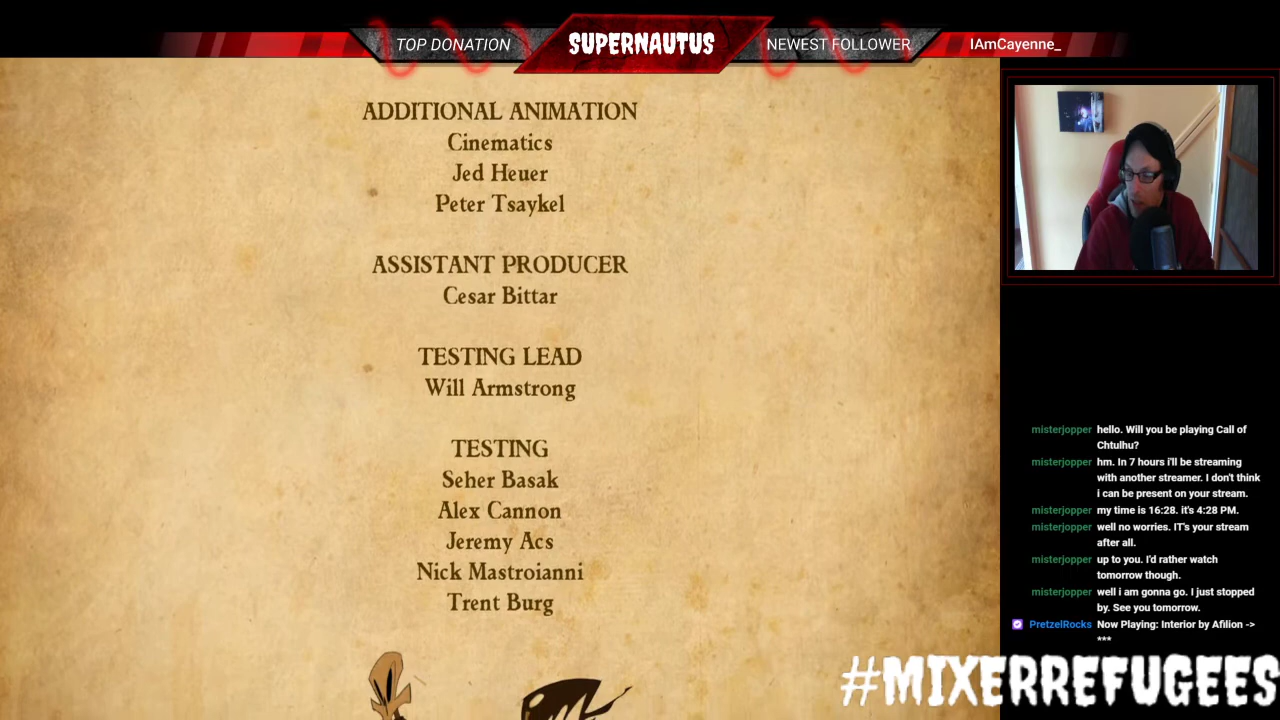 TOP DONATION
SUPERNAUTUS
NEWEST FOLLOWER
IAmCayenne_
ADDITIONAL ANIMATION
Cinematics
Jed Heuer
Peter Tsaykel
ASSISTANT PRODUCER
Cesar Bittar
TESTING LEAD
Will Armstrong
TESTING
Seher Basak
Alex Cannon
Jeremy Acs
Nick Mastroianni
Trent Burg
misterjopper hello. Will you be playing Call of
Chtulhu?
misterjopper hm. In 7 hours i'll be streaming
with another streamer. I don't think
i can be present on your stream.
misterjopper my time is 16:28. it's 4:28 PM.
misterjopper well no worries. IT's your stream
after all.
misterjopper up to you. I'd rather watch
tomorrow though.
misterjopper well i am gonna go. I just stopped
by. See you tomorrow.
PretzelRocks Now Playing: Interior by Afilion ->
***
#MIXERREFUGEES